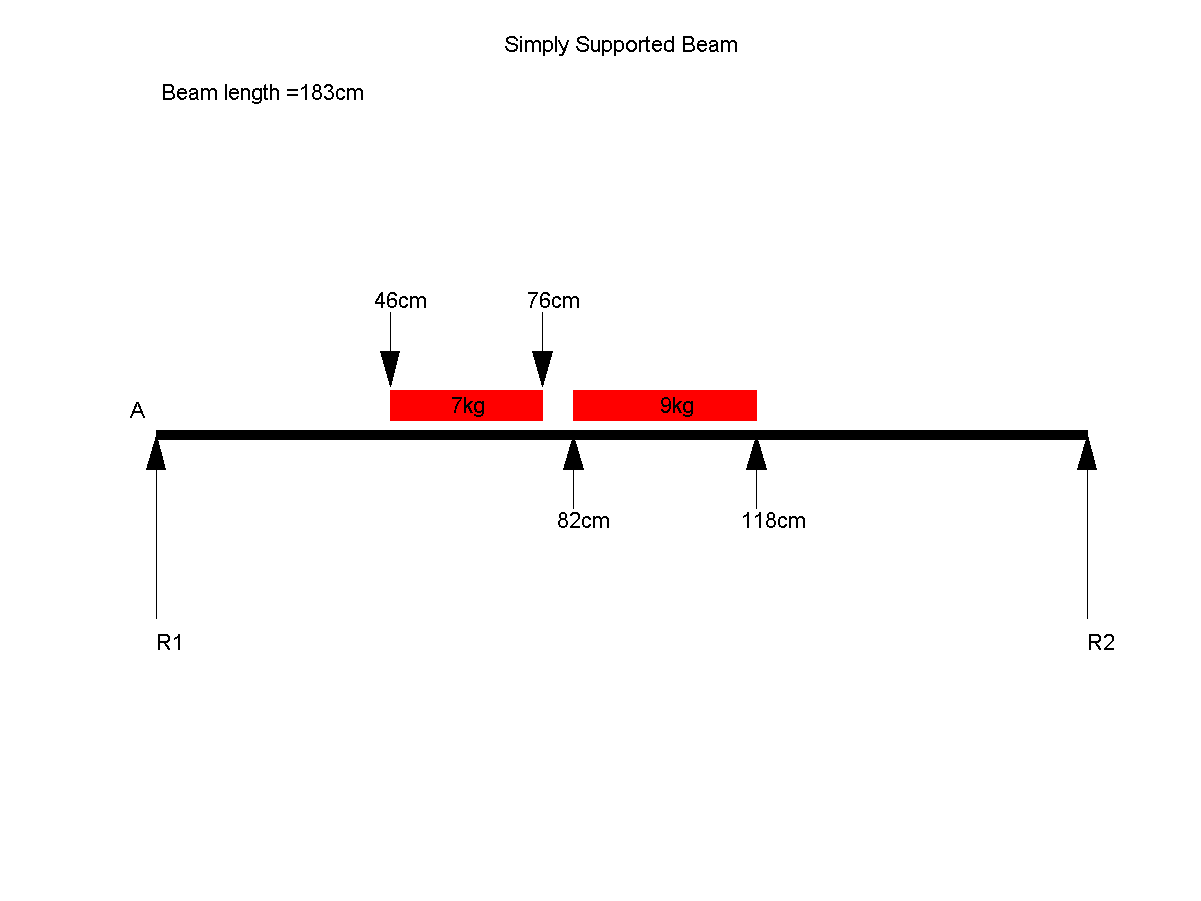 Simply Supported Beam
Beam length =183cm
46cm
76cm
7kg
9kg
A
82cm
118cm
R1
R2